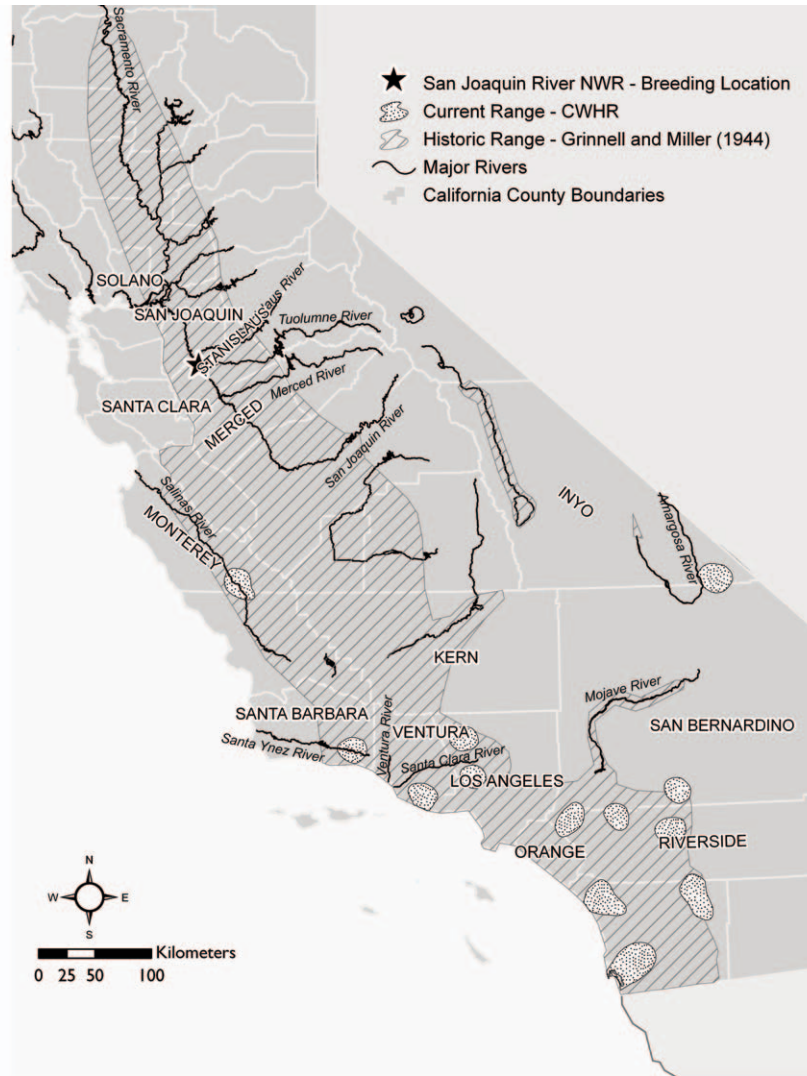 Sacramento River
San Joaquin River NWR - Breeding Location
Current Range - CWHR
Historic Range - Grinnell and Miller (1944)
Major Rivers
California County Boundaries
SOLANO
SAN JOAQUIN
aus River
STANISLAUS
Tuolumne River
Merced River
SANTA CLARA
MERCED
San Joaquin River
Salinas River
MONTEREY
INYO
Amargosa River
KERN
Mojave River
SAN BERNARDINO
SANTA BARBARA
Ventura River
VENTURA
Santa Ynez River
Santa Clara River
LOS ANGELES
ORANGE
RIVERSIDE
N
W E
S
Kilometers
0 25 50 100